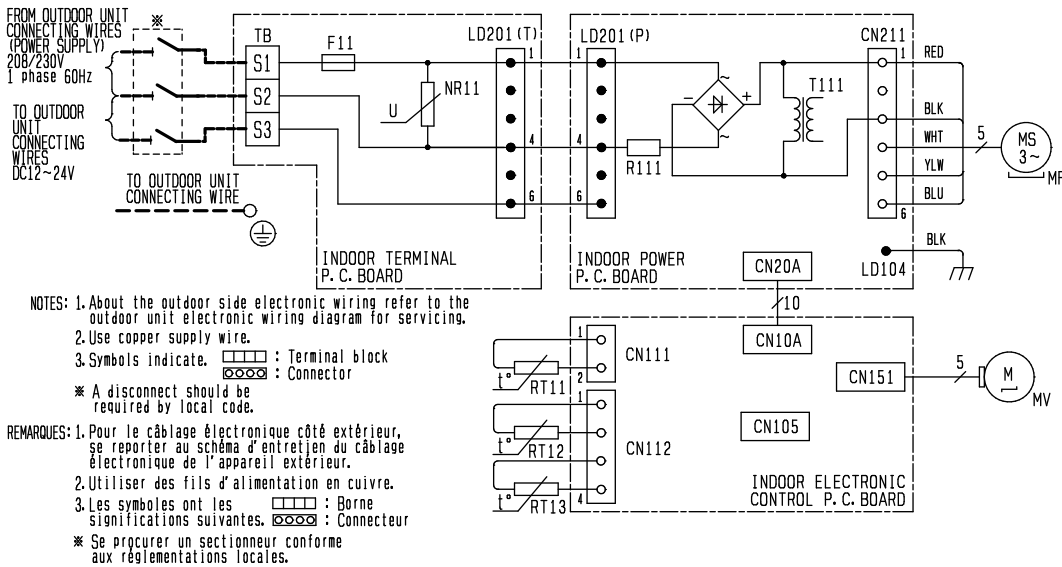 FROM OUTDOOR UNIT
CONNECTING WIRES
(POWER SUPPLY)
208/230V
1 phase 60Hz
※
TO OUTDOOR
UNIT
CONNECTING
WIRES
DC12~24V
TO OUTDOOR UNIT
CONNECTING WIRE
TB
S1
S2
S3
F11
U
NR11
LD201(T)
1
4
6
INDOOR TERMINAL
P. C. BOARD
LD201(P)
1
4
6
R111
~
-
+
~
T111
CN211
1
6
INDOOR POWER
P. C. BOARD
RED
BLK
WHT
YLW
BLU
5
MS
3~
MF
LD104
BLK
CN20A
10
CN10A
CN151
5
M
MV
CN105
INDOOR ELECTRONIC
CONTROL P. C. BOARD
1
2
CN111
t°
RT11
1
4
CN112
t°
RT12
t°
RT13
NOTES: 1. About the outdoor side electronic wiring refer to the
outdoor unit electronic wiring diagram for servicing.
2. Use copper supply wire.
3. Symbols indicate. : Terminal block
: Connector
※ A disconnect should be
required by local code.
REMARQUES: 1. Pour le câblage électronique côté extérieur,
se reporter au schéma d'entretien du câblage
électronique de l'appareil extérieur.
2. Utiliser des fils d'alimentation en cuivre.
3. Les symboles ont les : Borne
significations suivantes. : Connecteur
※ Se procurer un sectionneur conforme
aux réglementations locales.